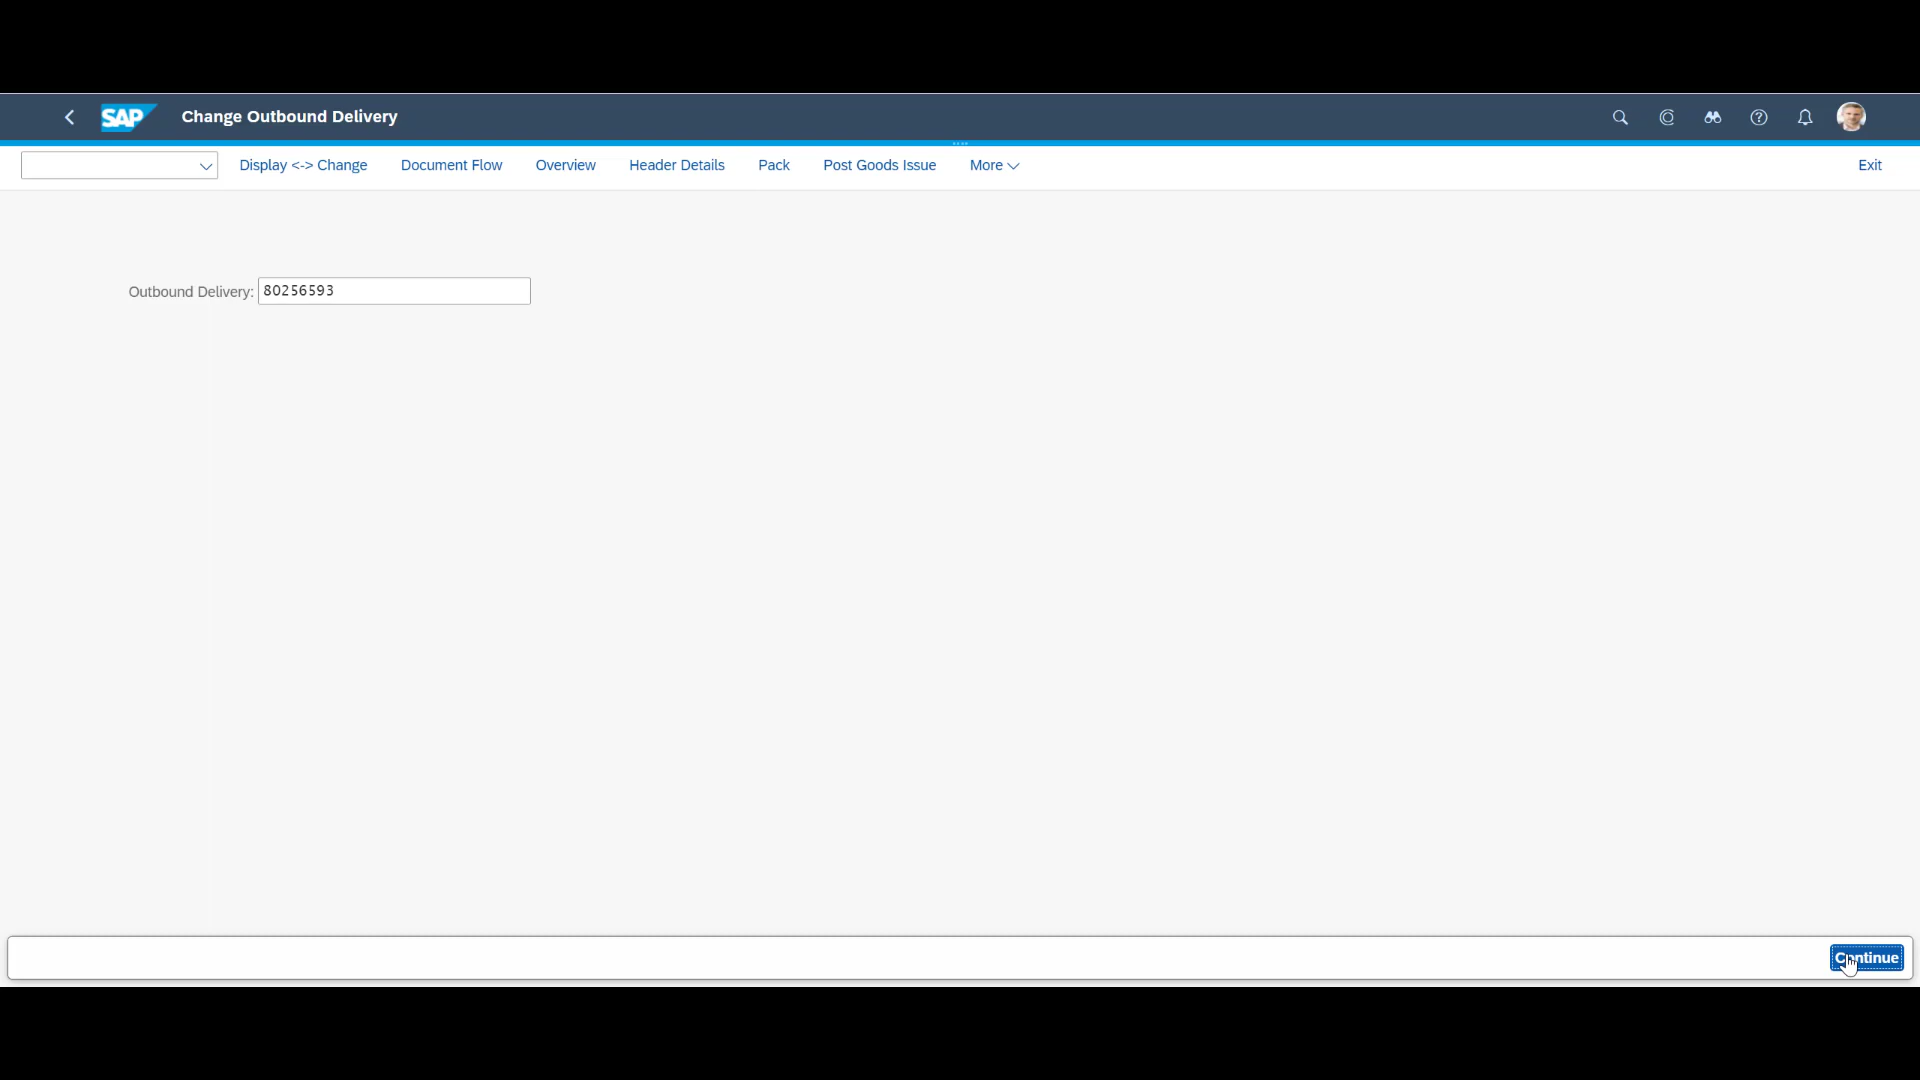 SAP Change Outbound Delivery
Display <-> Change Document Flow Overview Header Details Pack Post Goods Issue More Exit
Outbound Delivery: 80256593
Continue